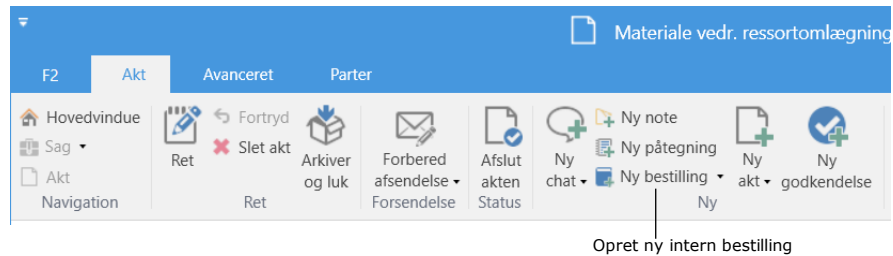 Materiale vedr. ressortomlægning
F2 Akt Avanceret Parter
Hovedvindue
Sag
Akt
Navigation
Ret
Fortryd
Slet akt
Arkiver
og luk
Ret
Forbered
afsendelse
Forsendelse
Afslut
akten
Status
Ny
chat
Ny note
Ny påtegning
Ny bestilling
Ny
akt
Ny
godkendelse
Ny
Opret ny intern bestilling